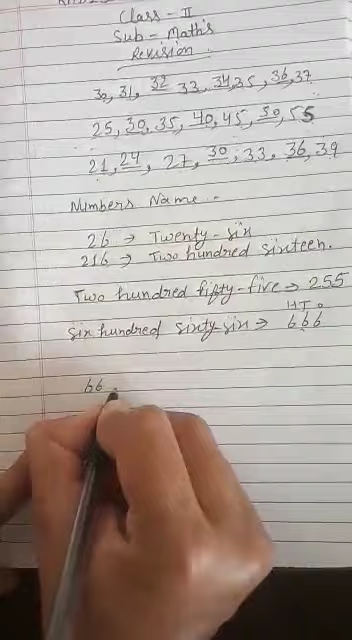 Class - II
Sub - Maths
Revision
30, 31, 32 33, 34, 35, 36, 37
25, 30, 35, 40, 45, 50, 55
21, 24, 27, 30, 33, 36, 39
Numbers Name -
26 → Twenty-six
216 → Two hundred sixteen.
Two hundred fifty-five → 255
H T O
Six hundred sixty-six → 666
66